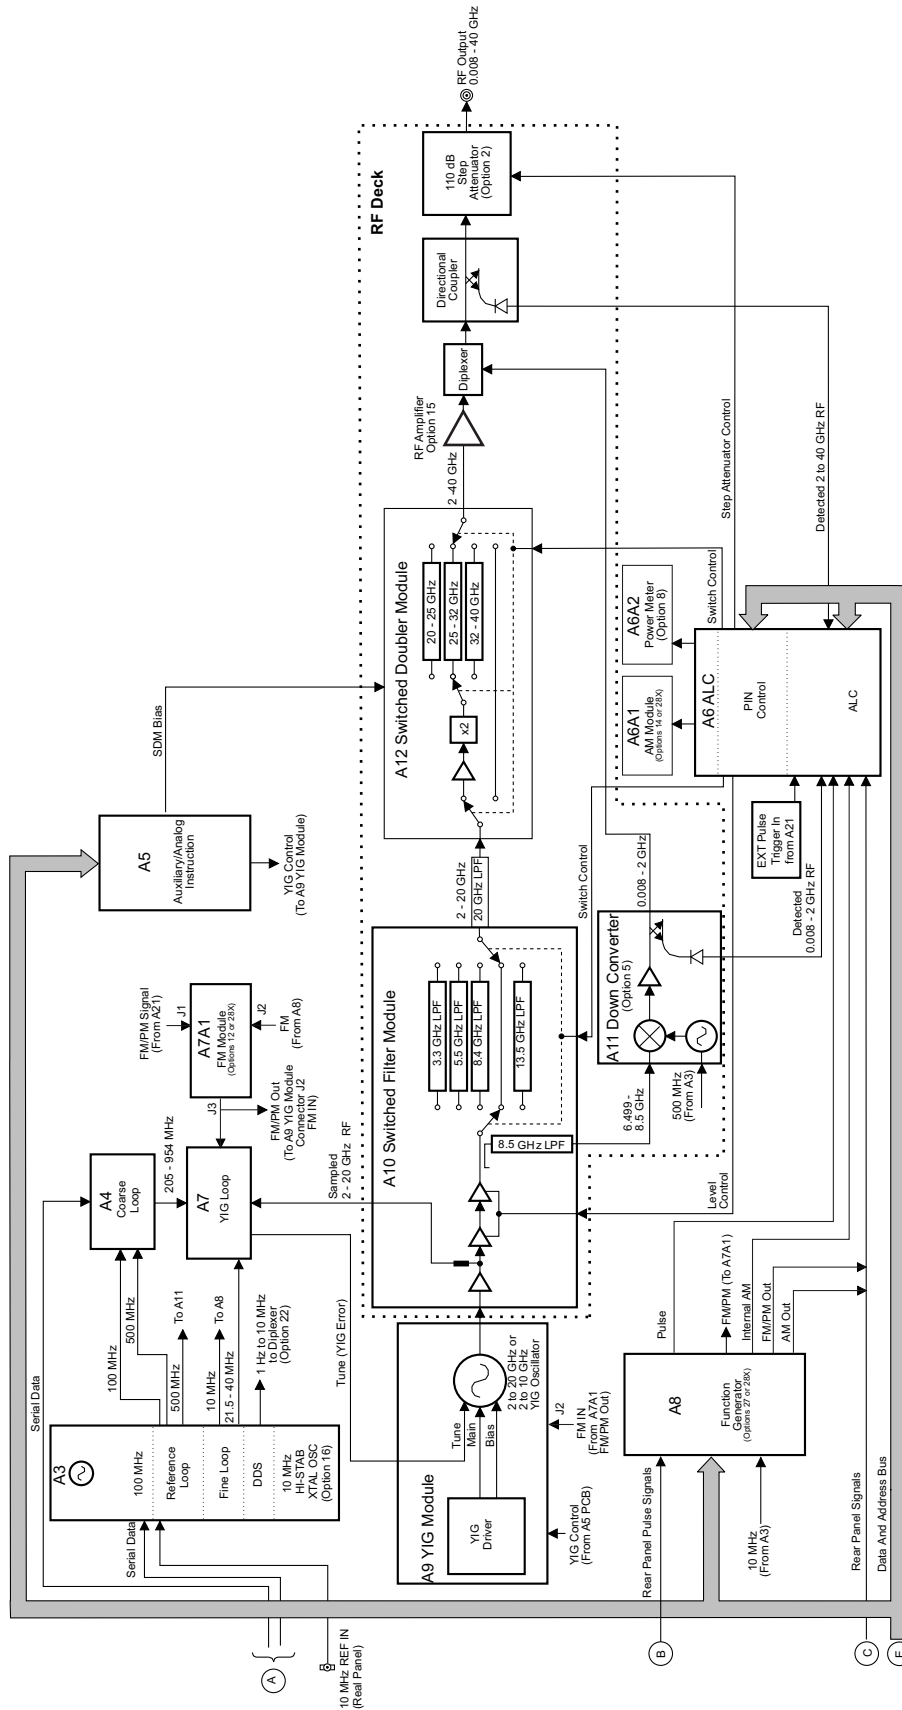 Serial Data
A3
100 MHz
Reference
Loop
Fine Loop
DDS
10 MHz
HI-STAB
XTAL OSC
(Option 16)
Serial Data
A
10 MHz REF IN
(Real Panel)
100 MHz
500 MHz
500 MHz
To A11
10 MHz
To A8
21.5 - 40 MHz
1 Hz to 10 MHz
to Diplexer
(Option 22)
A4
Coarse
Loop
205 - 954 MHz
A7
YIG Loop
Tune (YIG Error)
FM/PM Signal
(From A21)
J1
A7A1
FM Module
(Options 12 or 28X)
J2
FM
(From A8)
J3
FM/PM Out
(To A9 YIG Module
Connector J2
FM IN)
Sampled
2 - 20 GHz RF
A5
Auxiliary/Analog
Instruction
YIG Control
(To A9 YIG Module)
SDM Bias
A9 YIG Module
YIG
Driver
Tune
Main
Bias
2 to 20 GHz or
2 to 10 GHz
YIG Oscillator
YIG Control
(From A5 PCB)
J2
FM IN
(From A7A1
FM/PM Out)
A10 Switched Filter Module
3.3 GHz LPF
5.5 GHz LPF
8.4 GHz LPF
13.5 GHz LPF
8.5 GHz LPF
2 - 20 GHz
20 GHz LPF
A12 Switched Doubler Module
x2
20 - 25 GHz
25 - 32 GHz
32 - 40 GHz
2 -40 GHz
RF Amplifier
Option 15
Diplexer
Directional
Coupler
110 dB
Step
Attenuator
(Option 2)
RF Deck
RF Output
0.008 - 40 GHz
6.499 -
8.5 GHz
500 MHz
(From A3)
A11 Down Converter
(Option 5)
0.008 - 2 GHz
Switch Control
Level
Control
A6A1
AM Module
(Options 14 or 28X)
A6A2
Power Meter
(Option 8)
Switch Control
Step Attenuator Control
Detected 2 to 40 GHz RF
A6 ALC
PIN
Control
ALC
EXT Pulse
Trigger In
from A21
Detected
0.008 - 2 GHz RF
B
Rear Panel Pulse Signals
A8
Function
Generator
(Options 27 or 28X)
10 MHz
(From A3)
Pulse
FM/PM (To A7A1)
Internal AM
FM/PM Out
AM Out
C
Rear Panel Signals
Data And Address Bus